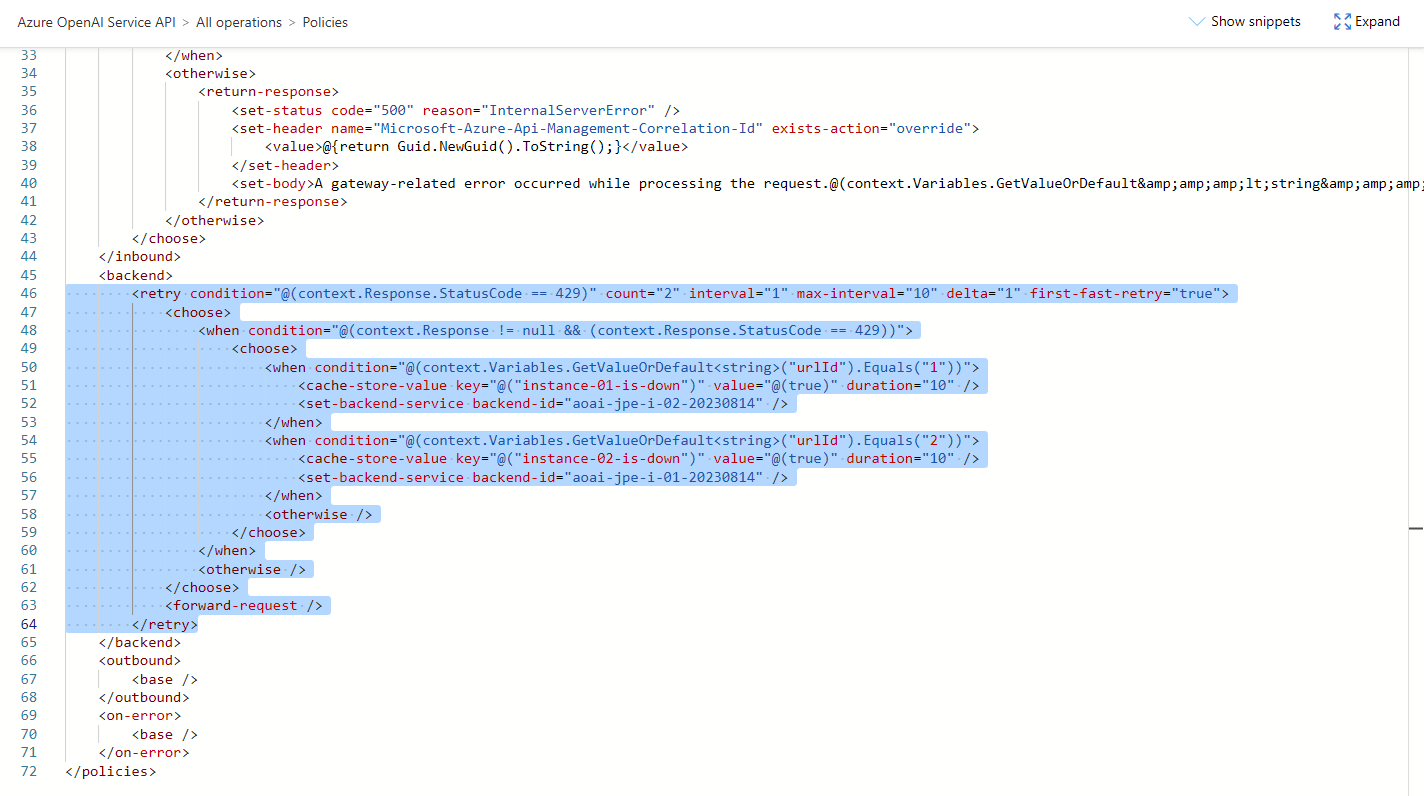 Azure OpenAI Service API > All operations > Policies
Show snippets
Expand
33 </when>
34 <otherwise>
35 <return-response>
36 <set-status code="500" reason="InternalServerError" />
37 <set-header name="Microsoft-Azure-Api-Management-Correlation-Id" exists-action="override">
38 <value>@{return Guid.NewGuid().ToString();}</value>
39 </set-header>
40 <set-body>A gateway-related error occurred while processing the request.@(context.Variables.GetValueOrDefault&amp;amp;amp;lt;string&amp;amp;amp;
41 </return-response>
42 </otherwise>
43 </choose>
44 </inbound>
45 <backend>
46 <retry condition="@(context.Response.StatusCode == 429)" count="2" interval="1" max-interval="10" delta="1" first-fast-retry="true">
47 <choose>
48 <when condition="@(context.Response != null && (context.Response.StatusCode == 429))">
49 <choose>
50 <when condition="@(context.Variables.GetValueOrDefault<string>("urlId").Equals("1"))">
51 <cache-store-value key="@("instance-01-is-down")" value="@(true)" duration="10" />
52 <set-backend-service backend-id="aoai-jpe-i-02-20230814" />
53 </when>
54 <when condition="@(context.Variables.GetValueOrDefault<string>("urlId").Equals("2"))">
55 <cache-store-value key="@("instance-02-is-down")" value="@(true)" duration="10" />
56 <set-backend-service backend-id="aoai-jpe-i-01-20230814" />
57 </when>
58 <otherwise />
59 </choose>
60 </when>
61 <otherwise />
62 </choose>
63 <forward-request />
64 </retry>
65 </backend>
66 <outbound>
67 <base />
68 </outbound>
69 <on-error>
70 <base />
71 </on-error>
72 </policies>